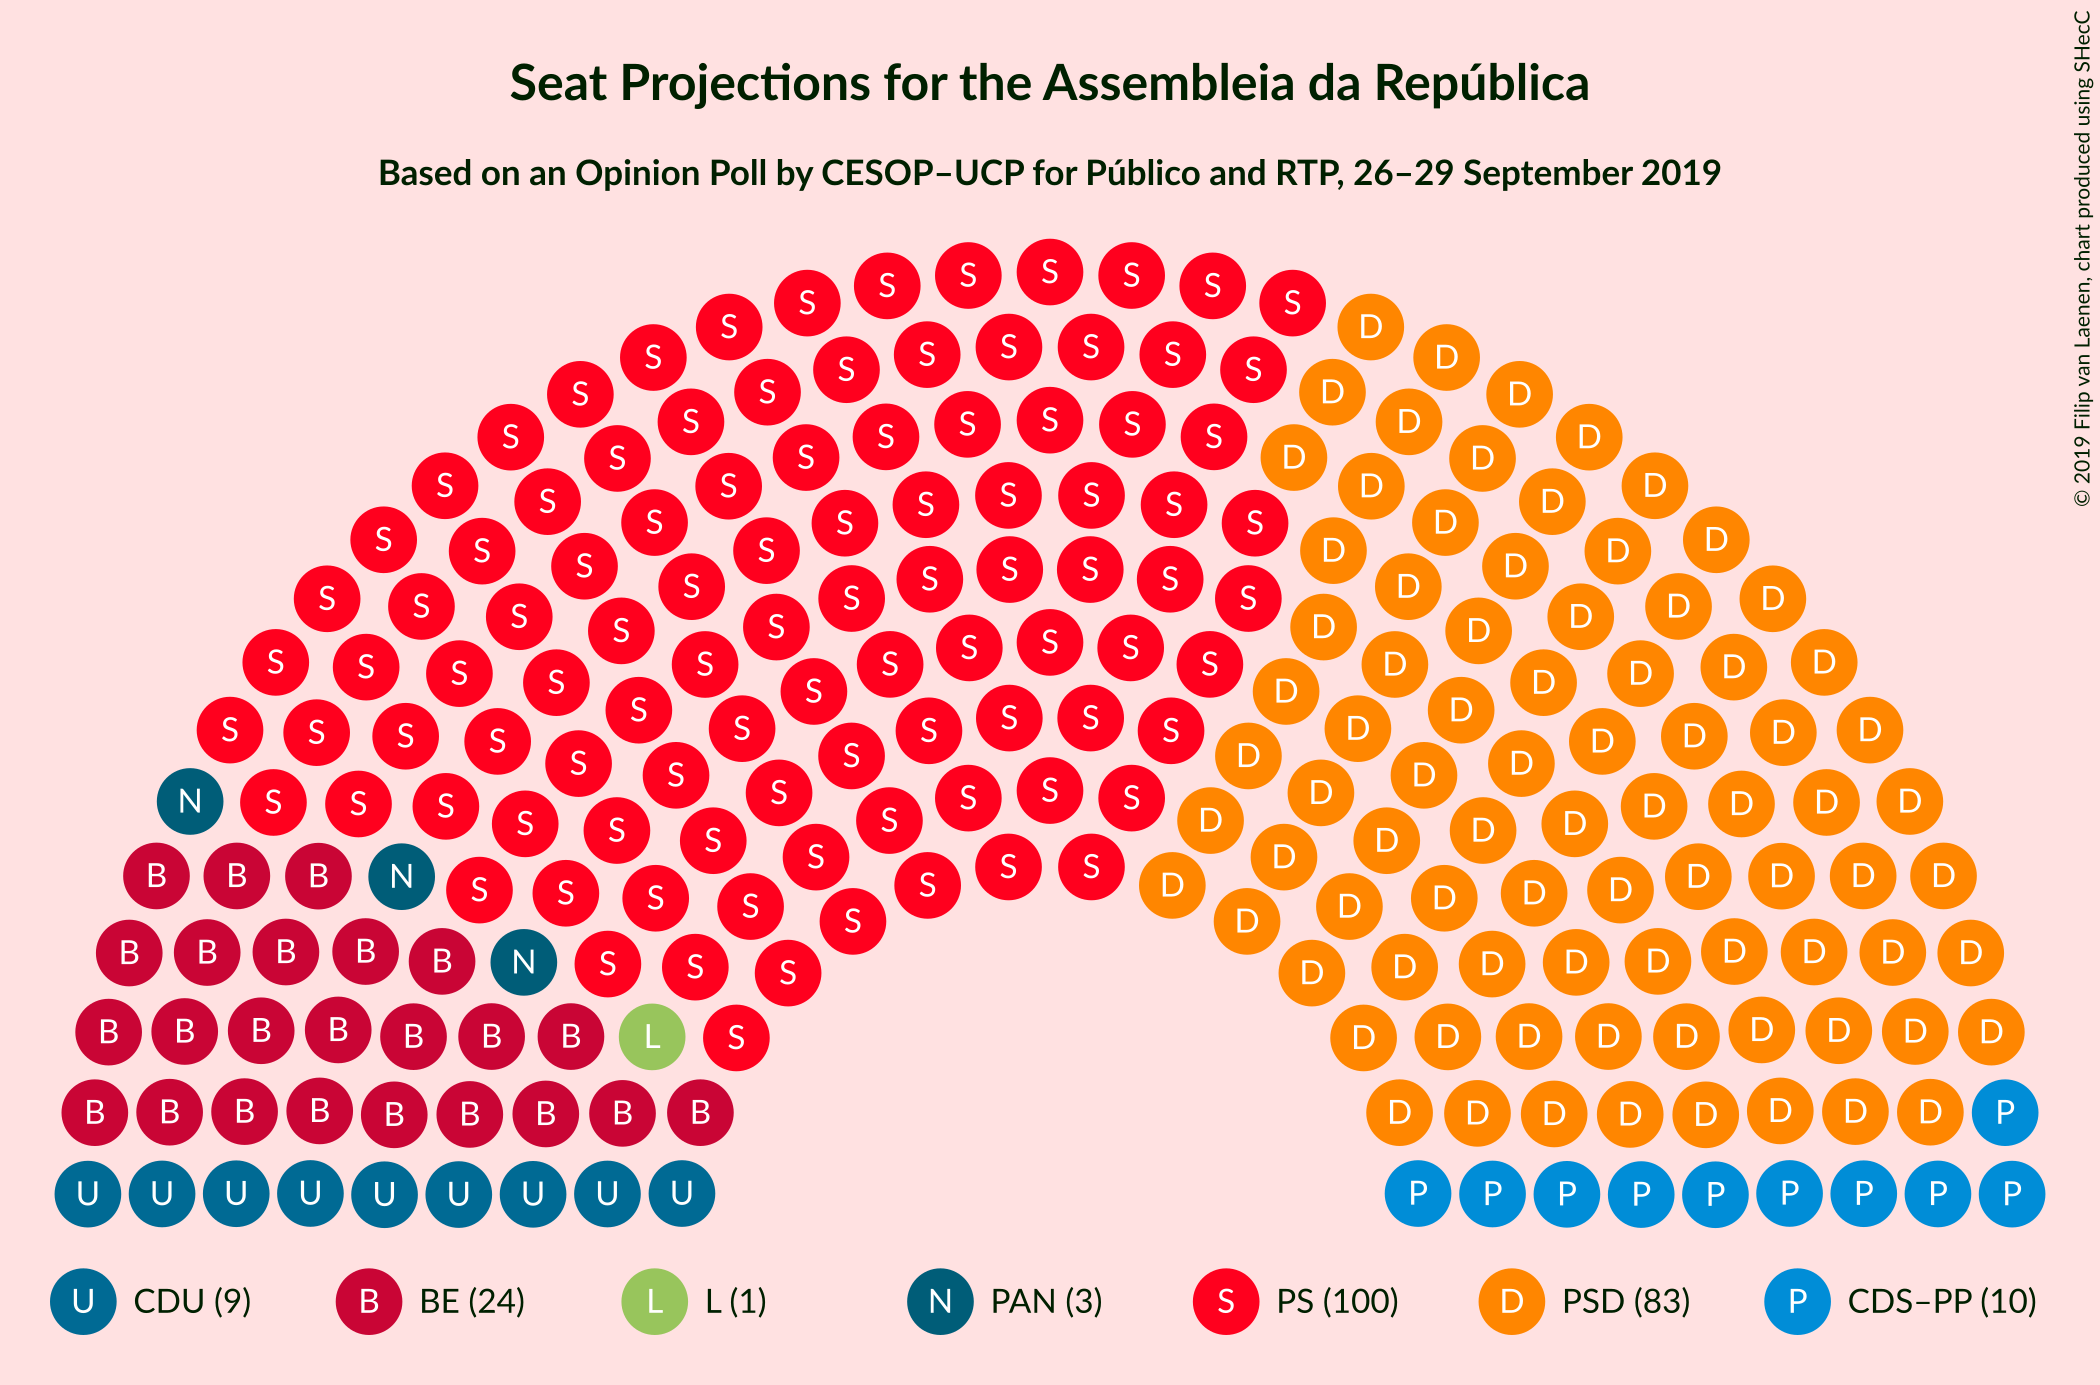 Seat Projections for the Assembleia da República
Based on an Opinion Poll by CESOP–UCP for Público and RTP, 26–29 September 2019
© 2019 Filip van Laenen, chart produced using SHecC
S S S S S S S S D D
S S S S S S S S D D D
S S S S S S S S D D D
S S S S S S S S D D D
S S S S S S S S D D D
S S S S S S S S D D D
S S S S S S S S D D D
N S S S S S S S S S D D D D D D D D D
B B B N S S S S S S S D D D D D D D D D
B B B B B N S S S D D D D D D D D D
B B B B B B B L S D D D D D D D D D
B B B B B B B B B D D D D D D D D P
U U U U U U U U U P P P P P P P P P
U CDU (9) B BE (24) L L (1) N PAN (3) S PS (100) D PSD (83) P CDS–PP (10)